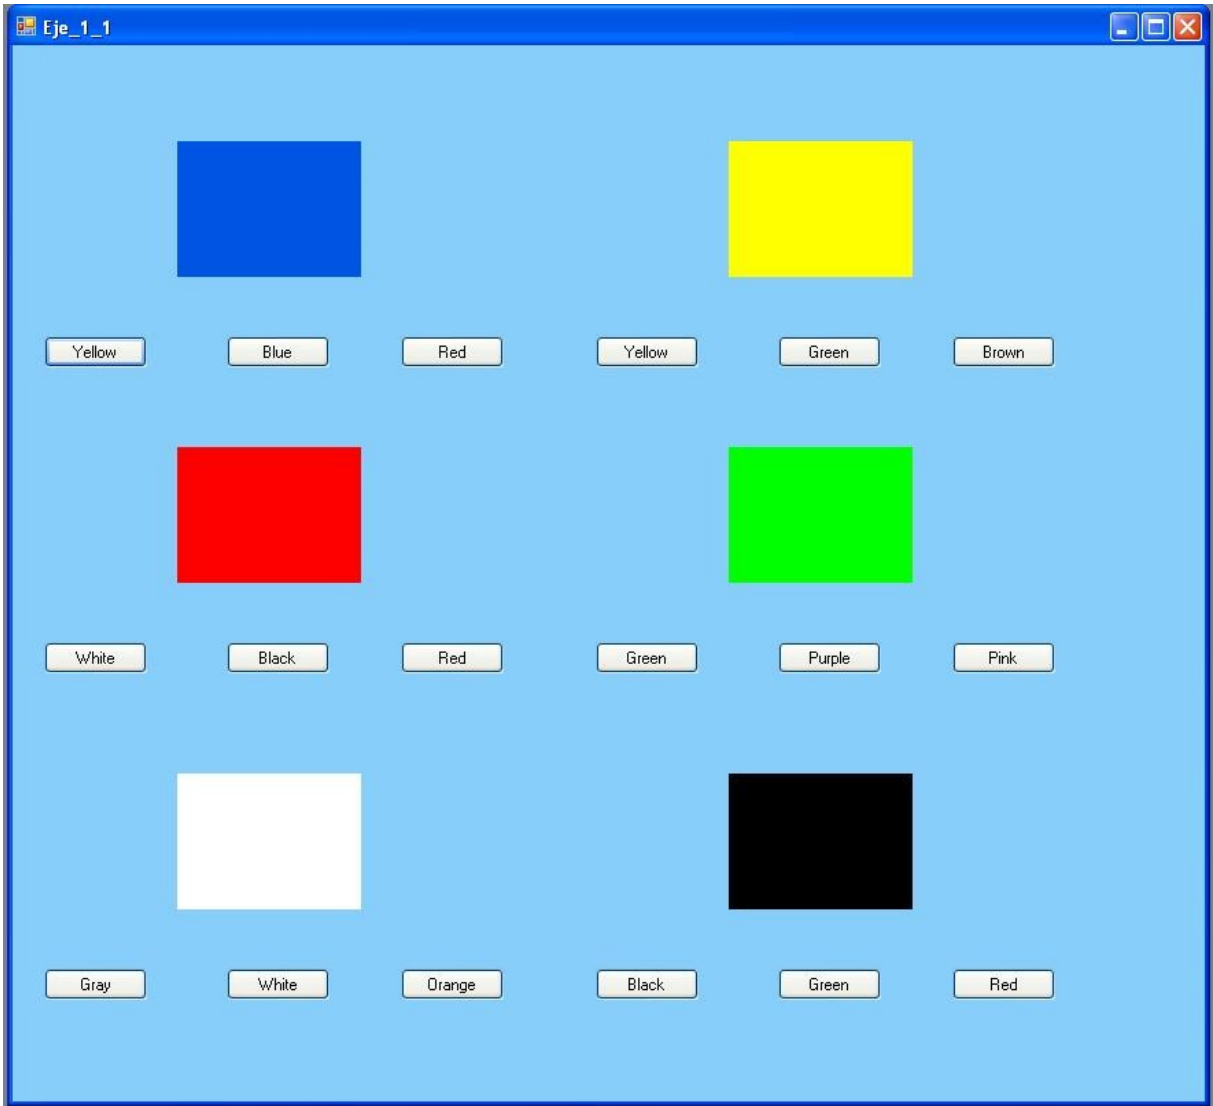 Eje_1_1
Yellow Blue Red Yellow Green Brown
White Black Red Green Purple Pink
Gray White Orange Black Green Red